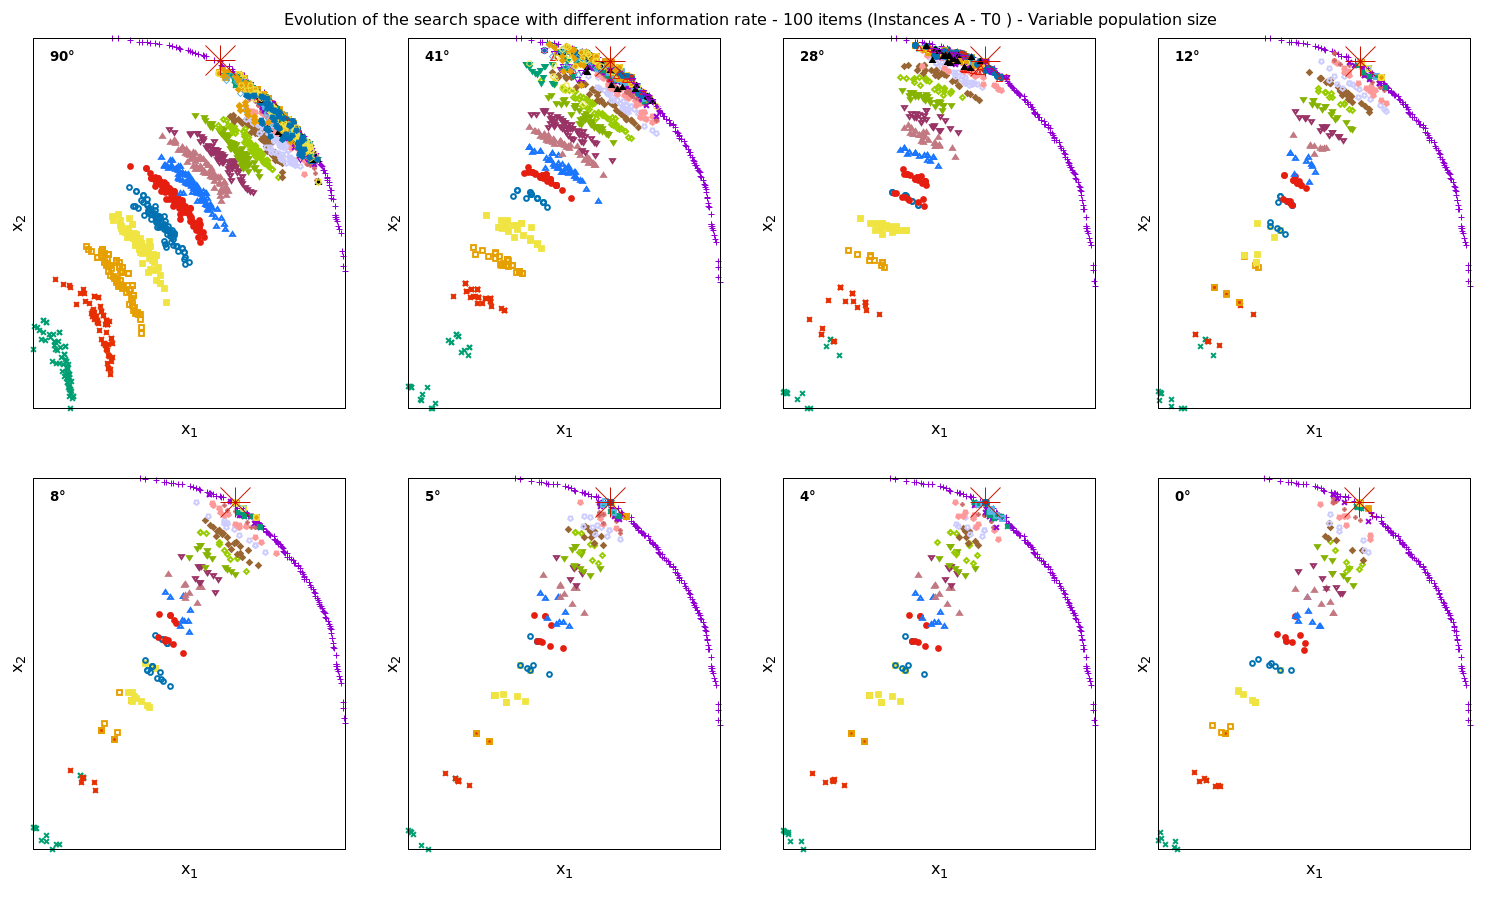 Evolution of the search space with different information rate - 100 items (Instances A - T0 ) - Variable population size
90°
41°
28°
12°
x2
x2
x2
x2
x1
x1
x1
x1
8°
5°
4°
0°
x2
x2
x2
x2
x1
x1
x1
x1